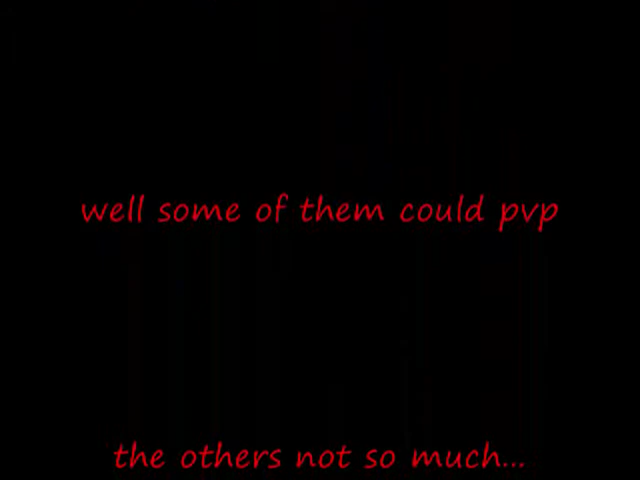 well some of them could pvp
the others not so much...